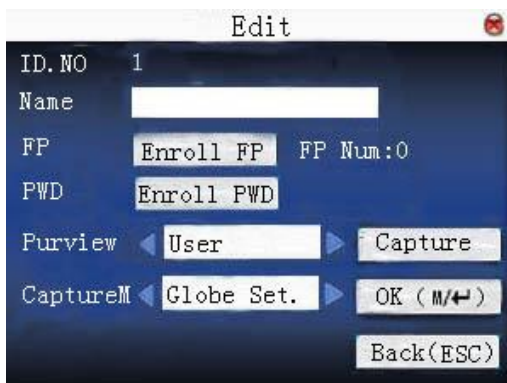 Edit
ID.NO 1
Name
FP Enroll FP FP Num:0
PWD Enroll PWD
Purview User Capture
CaptureM Globe Set. OK (M/↵)
Back(ESC)